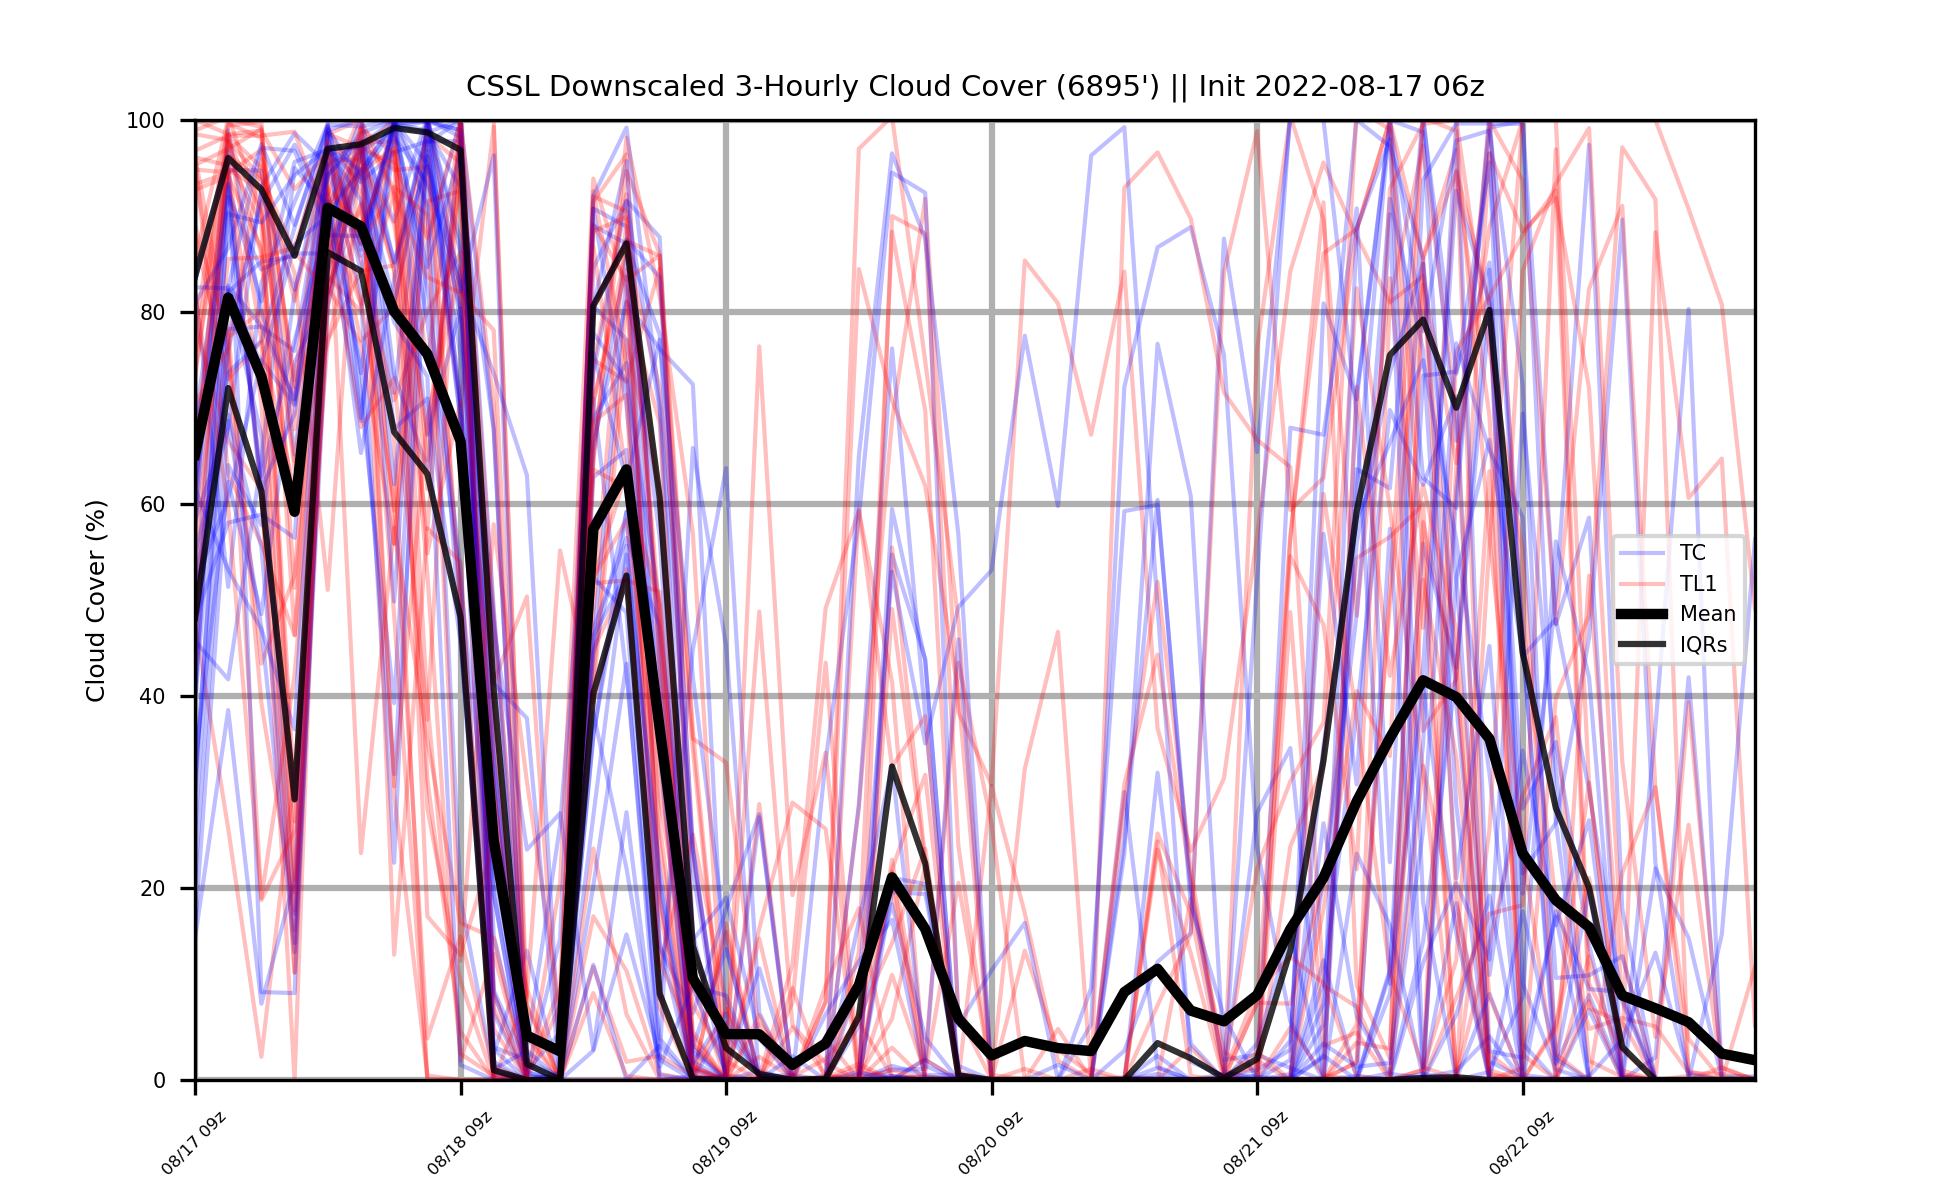 CSSL Downscaled 3-Hourly Cloud Cover (6895') || Init 2022-08-17 06z
Cloud Cover (%)
100
80
60
40
20
0
TC
TL1
Mean
IQRs
08/17 09z
08/18 09z
08/19 09z
08/20 09z
08/21 09z
08/22 09z